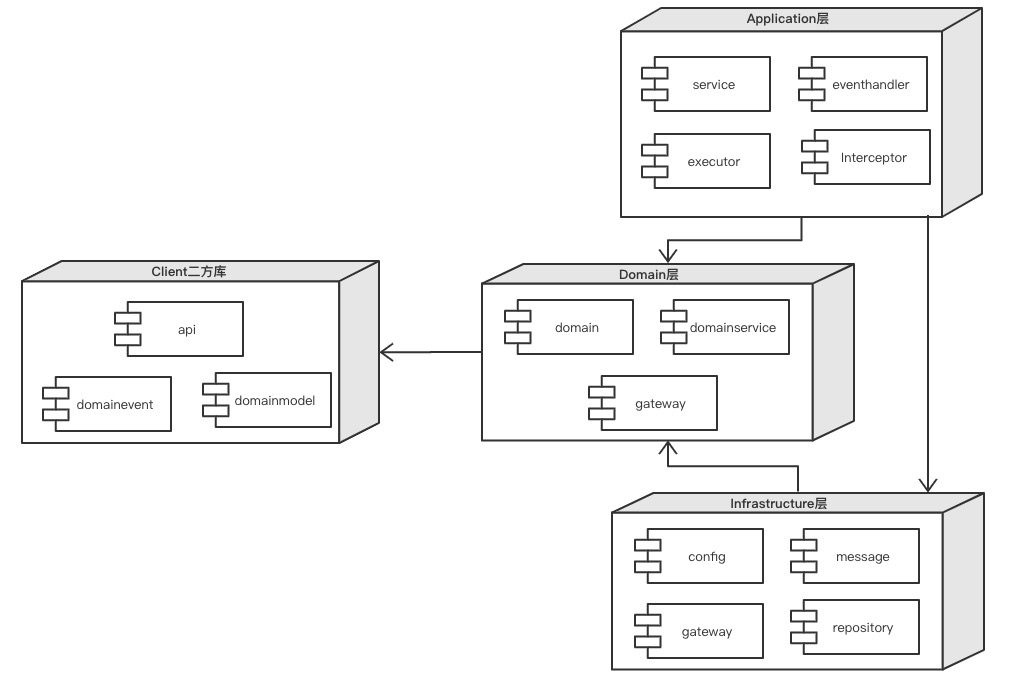 Application层
service
eventhandler
executor
Interceptor
Client二方库
api
domainevent
domainmodel
Domain层
domain
domainservice
gateway
Infrastructure层
config
message
gateway
repository